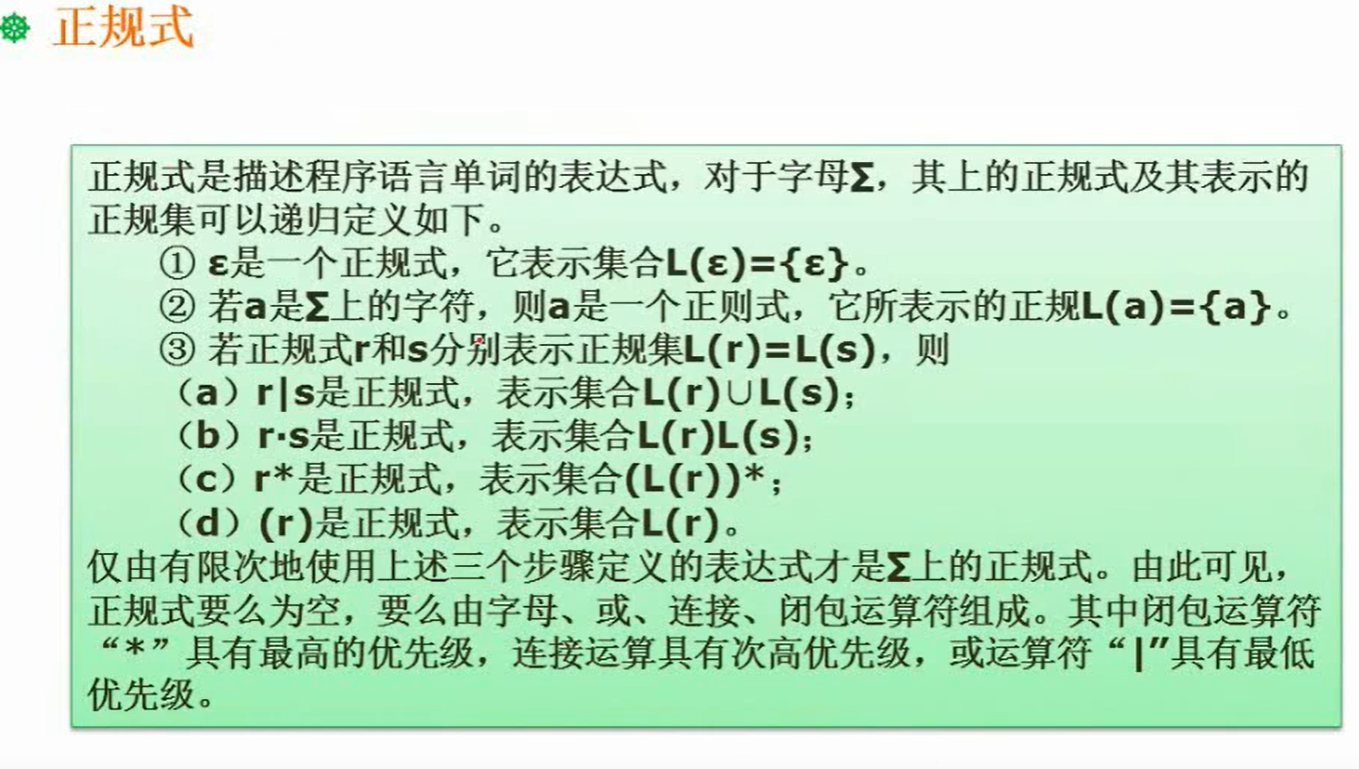 正规式
正规式是描述程序语言单词的表达式，对于字母Σ，其上的正规式及其表示的
正规集可以递归定义如下。
① ε是一个正规式，它表示集合L(ε)={ε}。
② 若a是Σ上的字符，则a是一个正则式，它所表示的正规L(a)={a}。
③ 若正规式r和s分别表示正规集L(r)=L(s)，则
（a）r|s是正规式，表示集合L(r)∪L(s)；
（b）r·s是正规式，表示集合L(r)L(s)；
（c）r*是正规式，表示集合(L(r))*；
（d）(r)是正规式，表示集合L(r)。
仅由有限次地使用上述三个步骤定义的表达式才是Σ上的正规式。由此可见，
正规式要么为空，要么由字母、或、连接、闭包运算符组成。其中闭包运算符
“*”具有最高的优先级，连接运算具有次高优先级，或运算符“|”具有最低
优先级。